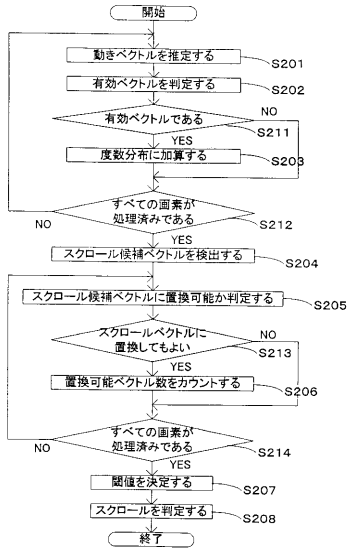 開始
動きベクトルを推定する
S201
有効ベクトルを判定する
S202
有効ベクトルである
NO
S211
YES
度数分布に加算する
S203
すべての画素が
処理済みである
NO
S212
YES
スクロール候補ベクトルを検出する
S204
スクロール候補ベクトルに置換可能か判定する
S205
スクロールベクトルに
置換してもよい
NO
S213
YES
置換可能ベクトル数をカウントする
S206
すべての画素が
処理済みである
NO
S214
YES
閾値を決定する
S207
スクロールを判定する
S208
終了